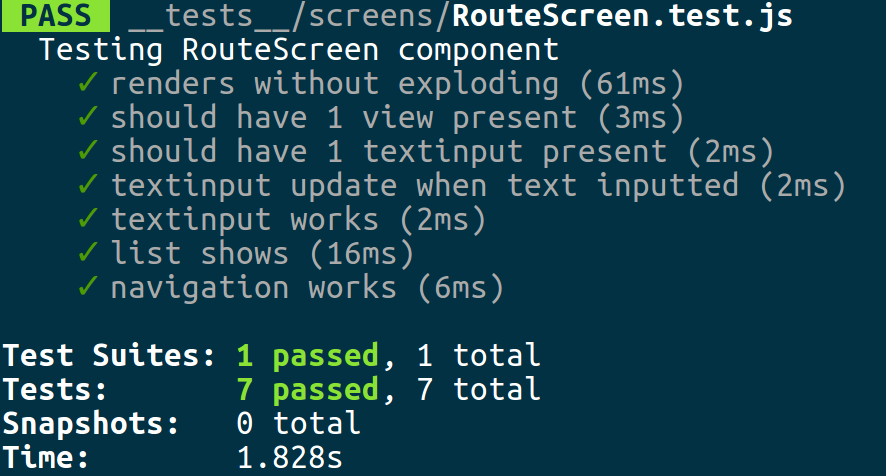 PASS __tests__/screens/RouteScreen.test.js
Testing RouteScreen component
✓ renders without exploding (61ms)
✓ should have 1 view present (3ms)
✓ should have 1 textinput present (2ms)
✓ textinput update when text inputted (2ms)
✓ textinput works (2ms)
✓ list shows (16ms)
✓ navigation works (6ms)
Test Suites: 1 passed, 1 total
Tests: 7 passed, 7 total
Snapshots: 0 total
Time: 1.828s